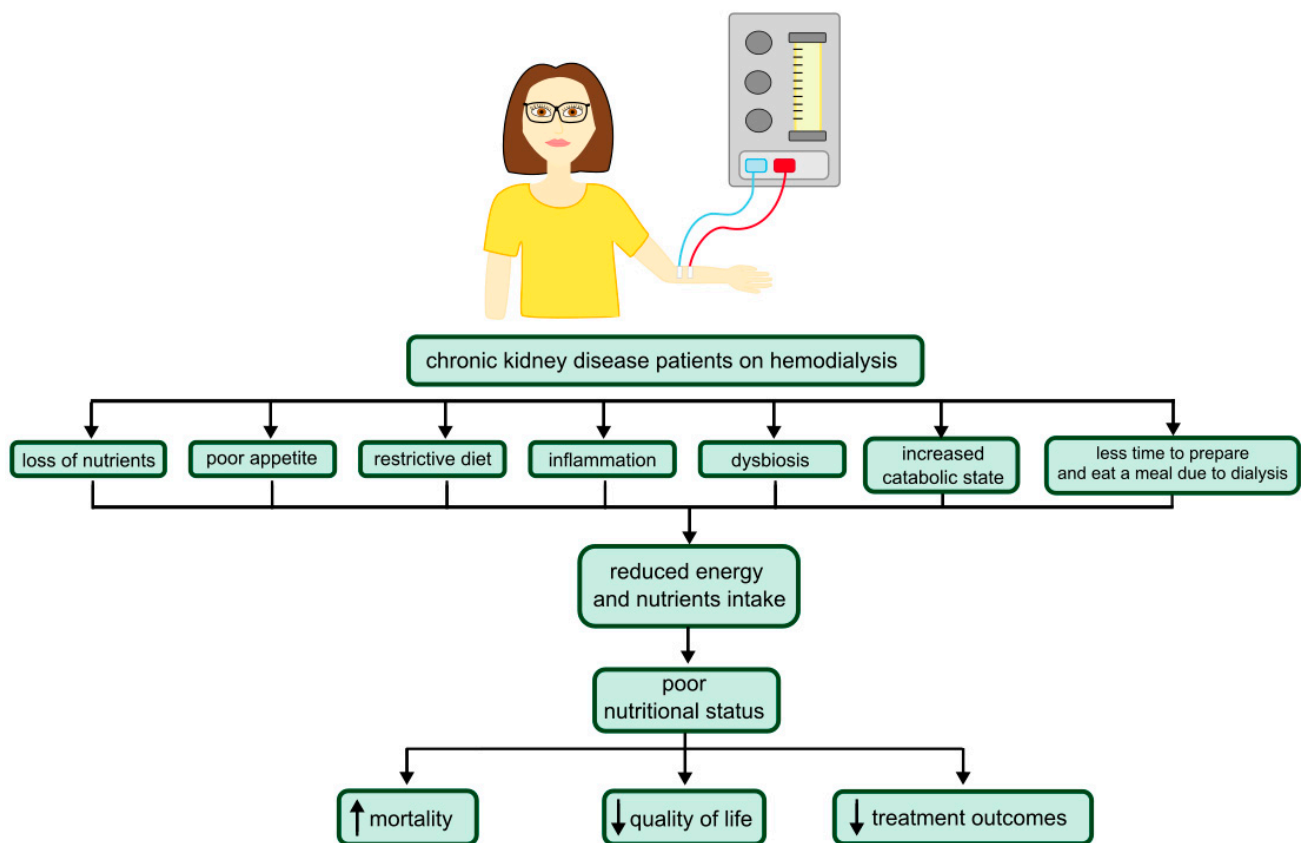 chronic kidney disease patients on hemodialysis
loss of nutrients
poor appetite
restrictive diet
inflammation
dysbiosis
increased
catabolic state
less time to prepare
and eat a meal due to dialysis
reduced energy
and nutrients intake
poor
nutritional status
↑ mortality
↓ quality of life
↓ treatment outcomes